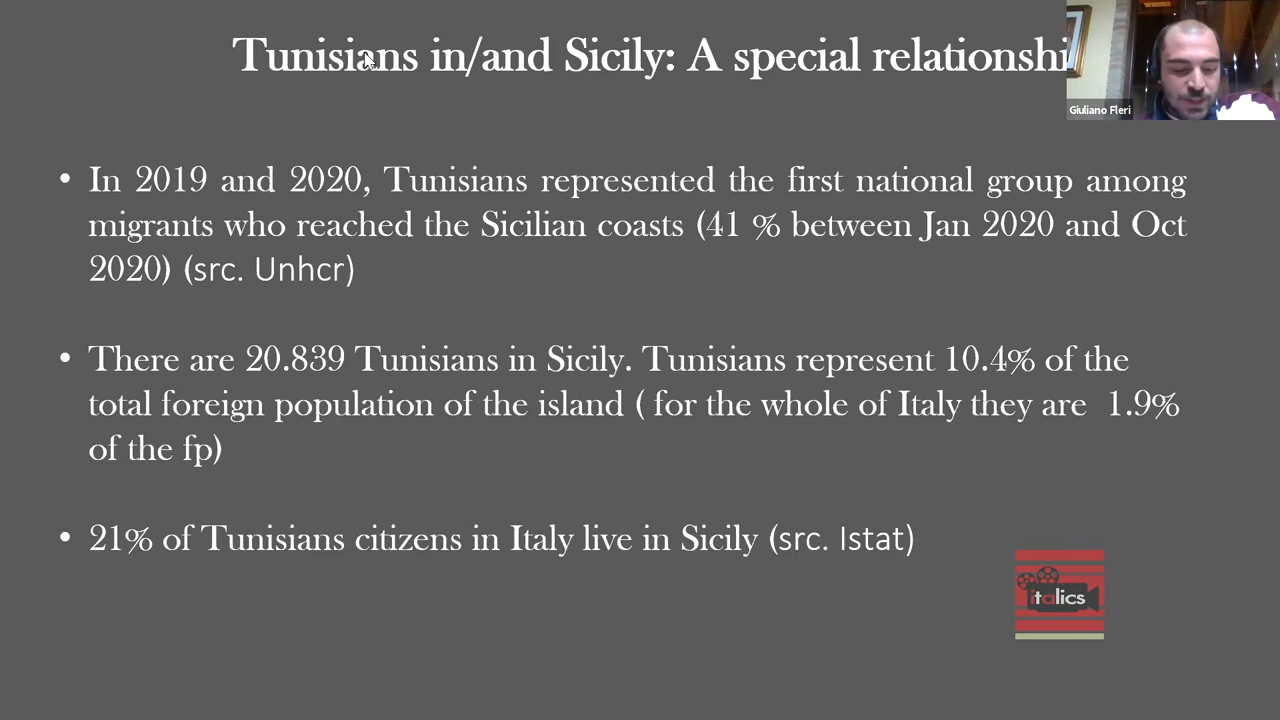 Tunisians in/and Sicily: A special relationshi
Giuliano Fleri
• In 2019 and 2020, Tunisians represented the first national group among
migrants who reached the Sicilian coasts (41 % between Jan 2020 and Oct
2020) (src. Unhcr)
• There are 20.839 Tunisians in Sicily. Tunisians represent 10.4% of the
total foreign population of the island ( for the whole of Italy they are 1.9%
of the fp)
• 21% of Tunisians citizens in Italy live in Sicily (src. Istat)
italics